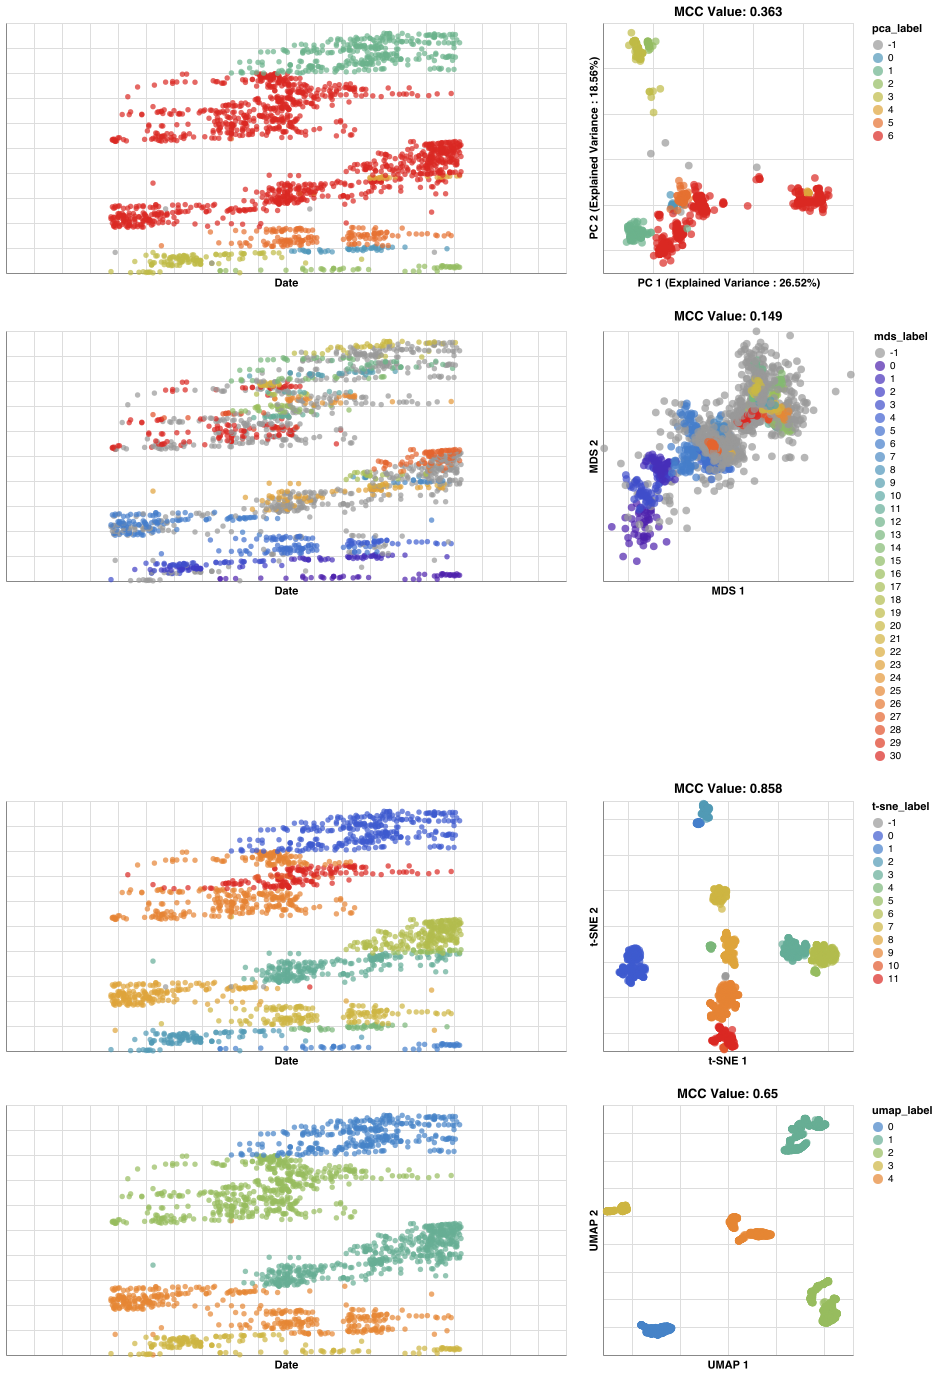 MCC Value: 0.363
PC 2 (Explained Variance : 18.56%)
Date
PC 1 (Explained Variance : 26.52%)
pca_label
-1
0
1
2
3
4
5
6
MCC Value: 0.149
MDS 2
Date
MDS 1
mds_label
-1
0
1
2
3
4
5
6
7
8
9
10
11
12
13
14
15
16
17
18
19
20
21
22
23
24
25
26
27
28
29
30
MCC Value: 0.858
t-SNE 2
Date
t-SNE 1
t-sne_label
-1
0
1
2
3
4
5
6
7
8
9
10
11
MCC Value: 0.65
UMAP 2
Date
UMAP 1
umap_label
0
1
2
3
4